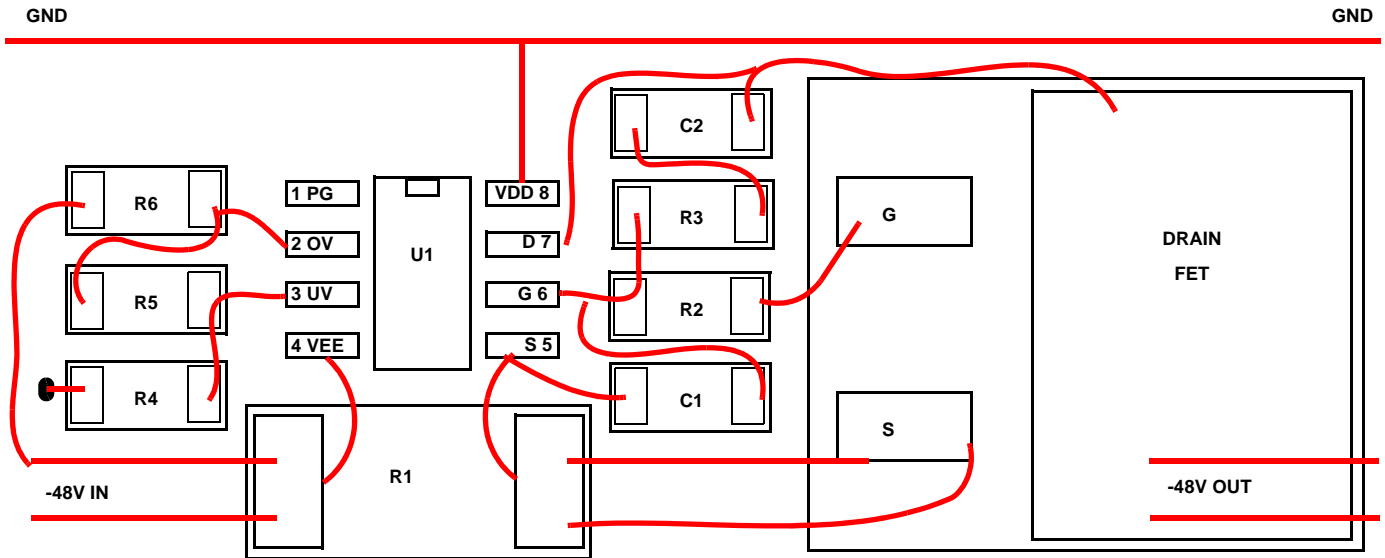 GND
GND
C2
R6
1 PG
VDD 8
R3
G
2 OV
U1
D 7
DRAIN
FET
R5
3 UV
G 6
R2
4 VEE
S 5
R4
C1
S
R1
-48V IN
-48V OUT